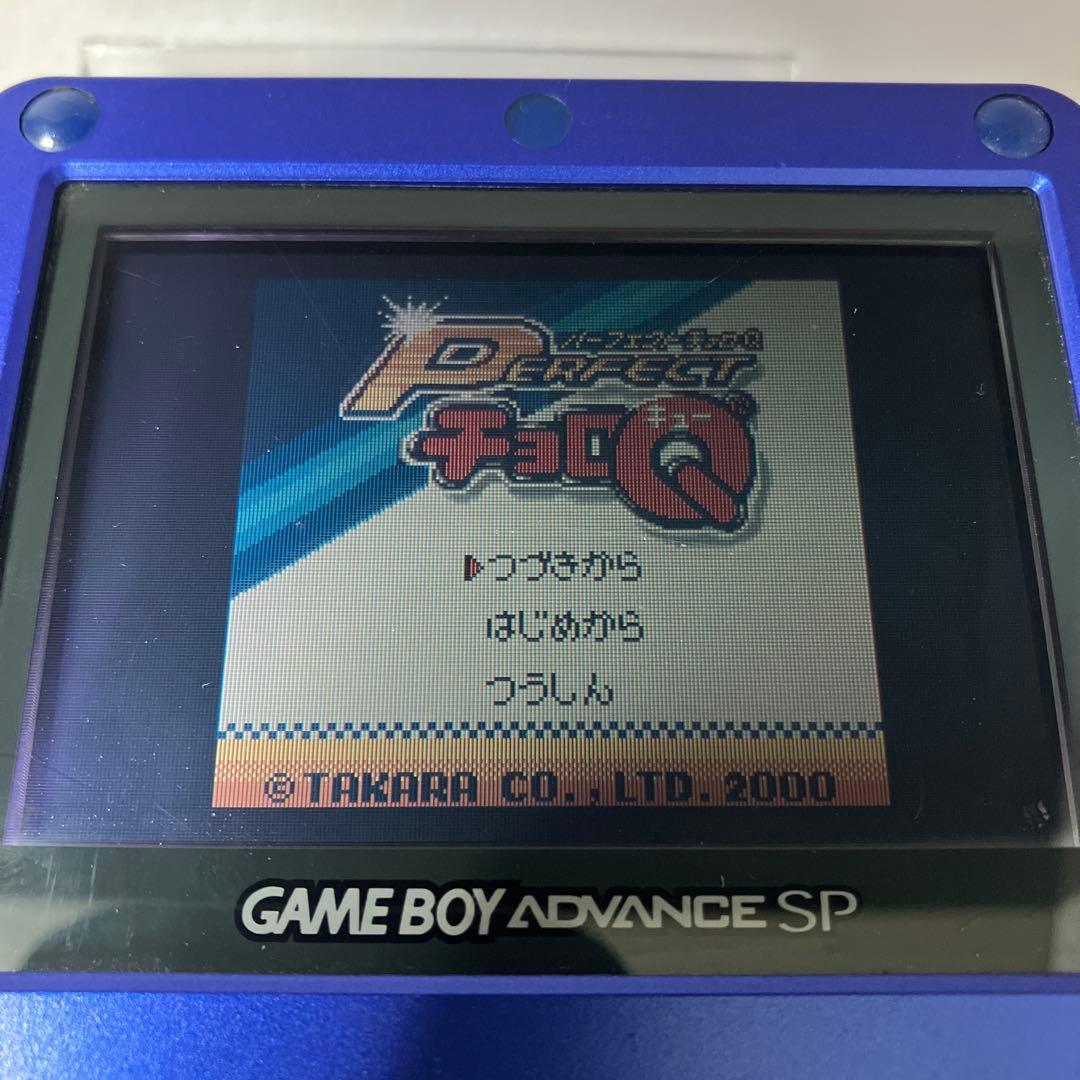 パーフェクトチョロQ
PERFECT
チョロQ
キュー
®
つづきから
はじめから
つうしん
©TAKARA CO.,LTD.2000
GAME BOY ADVANCE SP